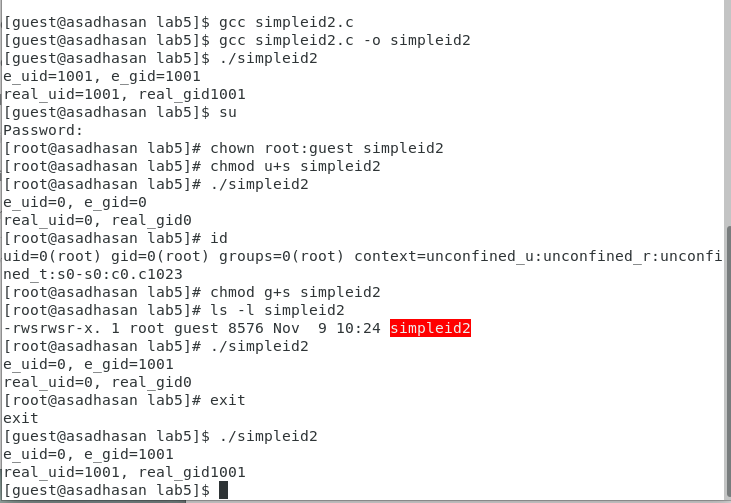 [guest@asadhasan lab5]$ gcc simpleid2.c
[guest@asadhasan lab5]$ gcc simpleid2.c -o simpleid2
[guest@asadhasan lab5]$ ./simpleid2
e_uid=1001, e_gid=1001
real_uid=1001, real_gid1001
[guest@asadhasan lab5]$ su
Password:
[root@asadhasan lab5]# chown root:guest simpleid2
[root@asadhasan lab5]# chmod u+s simpleid2
[root@asadhasan lab5]# ./simpleid2
e_uid=0, e_gid=0
real_uid=0, real_gid0
[root@asadhasan lab5]# id
uid=0(root) gid=0(root) groups=0(root) context=unconfined_u:unconfined_r:unconfi
ned_t:s0-s0:c0.c1023
[root@asadhasan lab5]# chmod g+s simpleid2
[root@asadhasan lab5]# ls -l simpleid2
-rwsrwsr-x. 1 root guest 8576 Nov  9 10:24 simpleid2
[root@asadhasan lab5]# ./simpleid2
e_uid=0, e_gid=1001
real_uid=0, real_gid0
[root@asadhasan lab5]# exit
exit
[guest@asadhasan lab5]$ ./simpleid2
e_uid=0, e_gid=1001
real_uid=1001, real_gid1001
[guest@asadhasan lab5]$